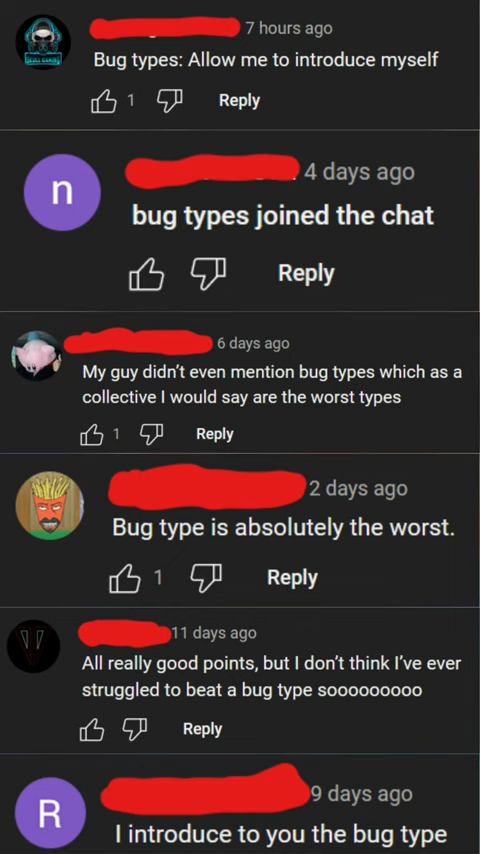 7 hours ago
Bug types: Allow me to introduce myself
1 Reply
4 days ago
bug types joined the chat
Reply
n
6 days ago
My guy didn't even mention bug types which as a
collective I would say are the worst types
1 Reply
2 days ago
Bug type is absolutely the worst.
1 Reply
11 days ago
All really good points, but I don't think I've ever
struggled to beat a bug type sooooooooo
Reply
R
9 days ago
I introduce to you the bug type